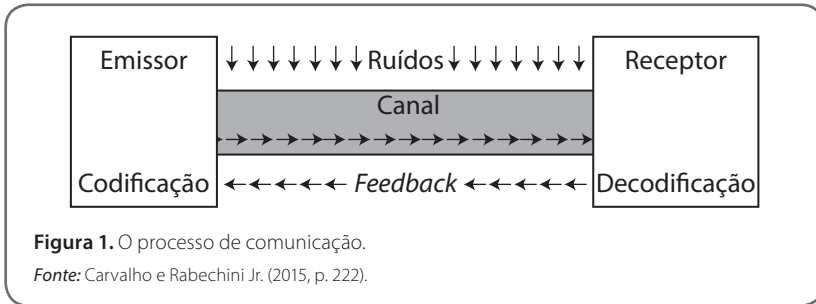 Emissor Ruídos Receptor
Canal
Codificação Feedback Decodificação
Figura 1. O processo de comunicação.
Fonte: Carvalho e Rabechini Jr. (2015, p. 222).